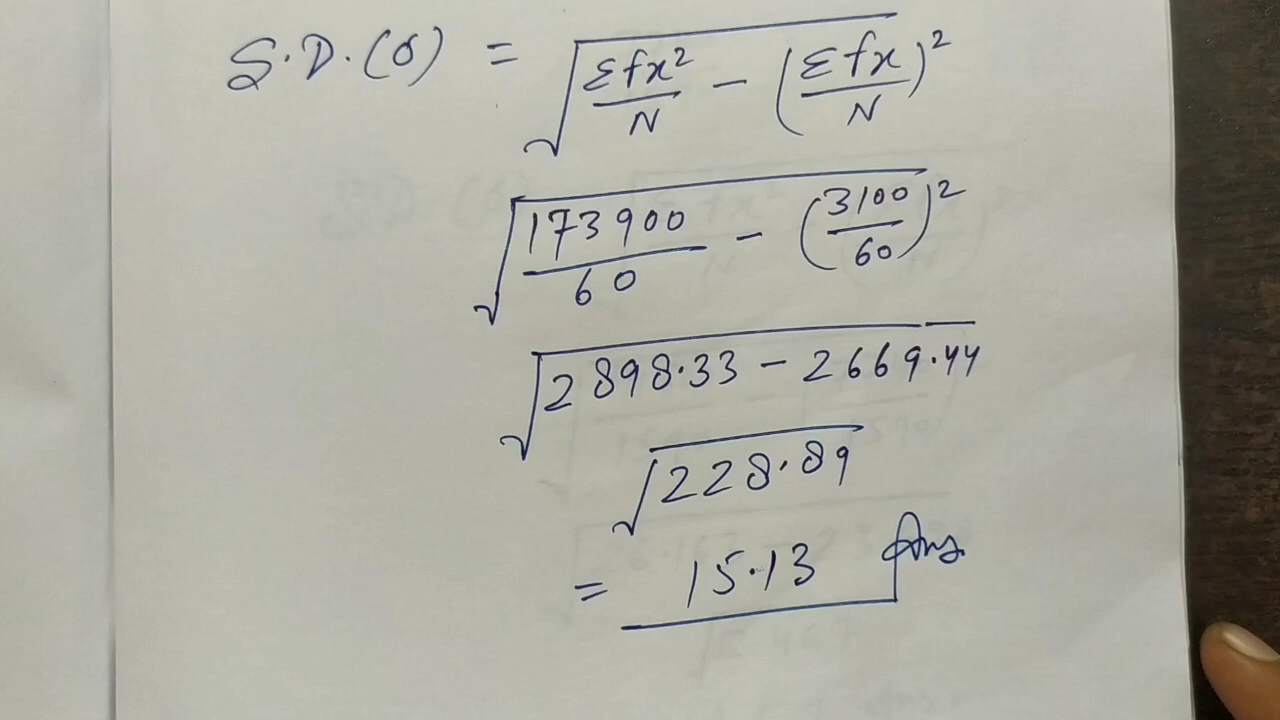 S.D.(σ) = √(Σfx²/N - (Σfx/N)²)
√(173900/60 - (3100/60)²)
√(2898.33 - 2669.44)
√228.89
= 15.13 Ans